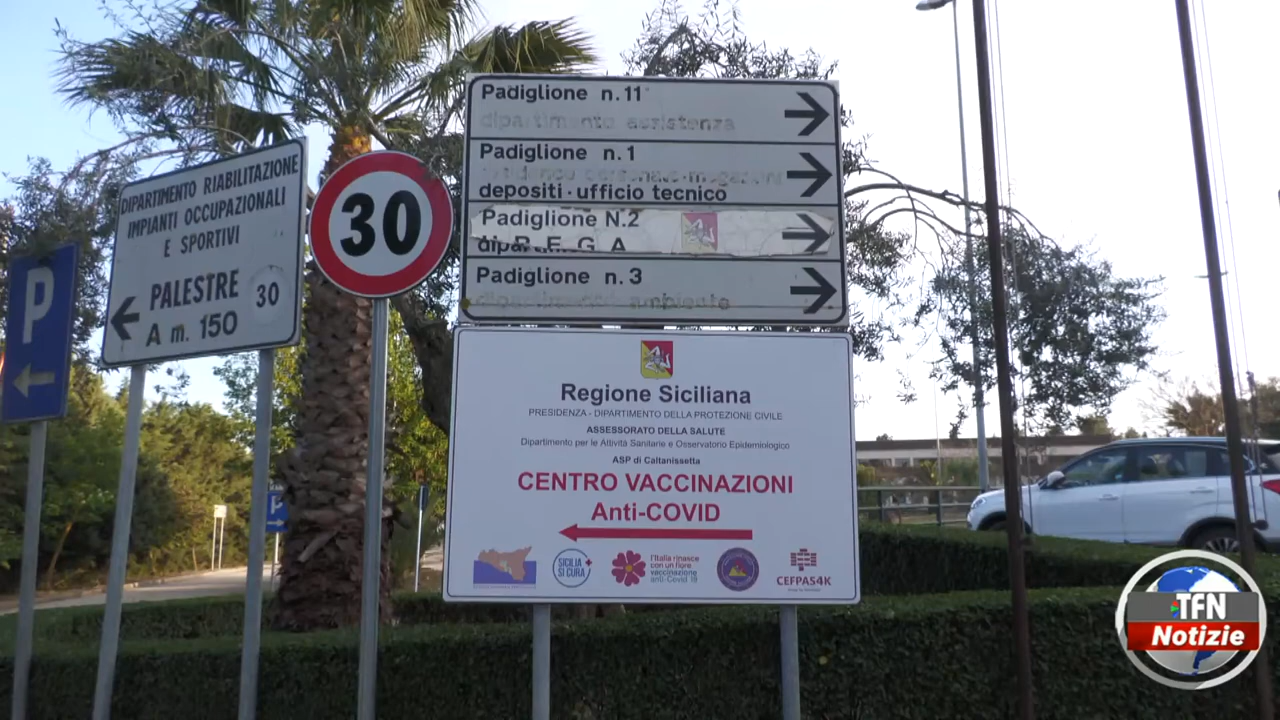 P
DIPARTIMENTO RIABILITAZIONE
IMPIANTI OCCUPAZIONALI
E SPORTIVI
PALESTRE
30
A m. 150
30
Padiglione n.11
dipartimento assistenza
Padiglione n.1
depositi·ufficio tecnico
Padiglione N.2
R.E.G.A.
Padiglione n.3
dipartimento ambiente
Regione Siciliana
PRESIDENZA - DIPARTIMENTO DELLA PROTEZIONE CIVILE
ASSESSORATO DELLA SALUTE
Dipartimento per le Attività Sanitarie e Osservatorio Epidemiologico
ASP di Caltanissetta
CENTRO VACCINAZIONI
Anti-COVID
SICILIA
SI CURA
l'Italia rinasce
con un fiore
vaccinazione
anti-Covid 19
CEFPAS4K
P
TFN
Notizie